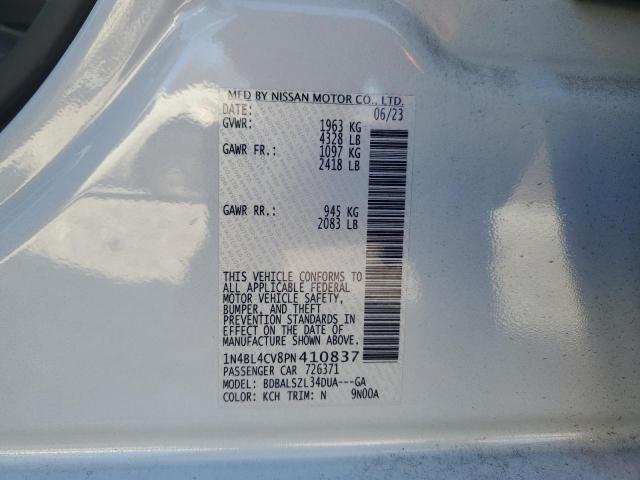 MFD BY NISSAN MOTOR CO., LTD.
DATE: 06/23
GVWR: 1963 KG
4328 LB
GAWR FR.: 1097 KG
2418 LB
GAWR RR.: 945 KG
2083 LB
THIS VEHICLE CONFORMS TO
ALL APPLICABLE FEDERAL
MOTOR VEHICLE SAFETY,
BUMPER, AND THEFT
PREVENTION STANDARDS IN
EFFECT ON THE DATE OF
MANUFACTURE SHOWN ABOVE.
1N4BL4CV8PN410837
PASSENGER CAR 726371
MODEL: BDBALSZL34DUA---GA
COLOR: KCH TRIM: N 9N00A